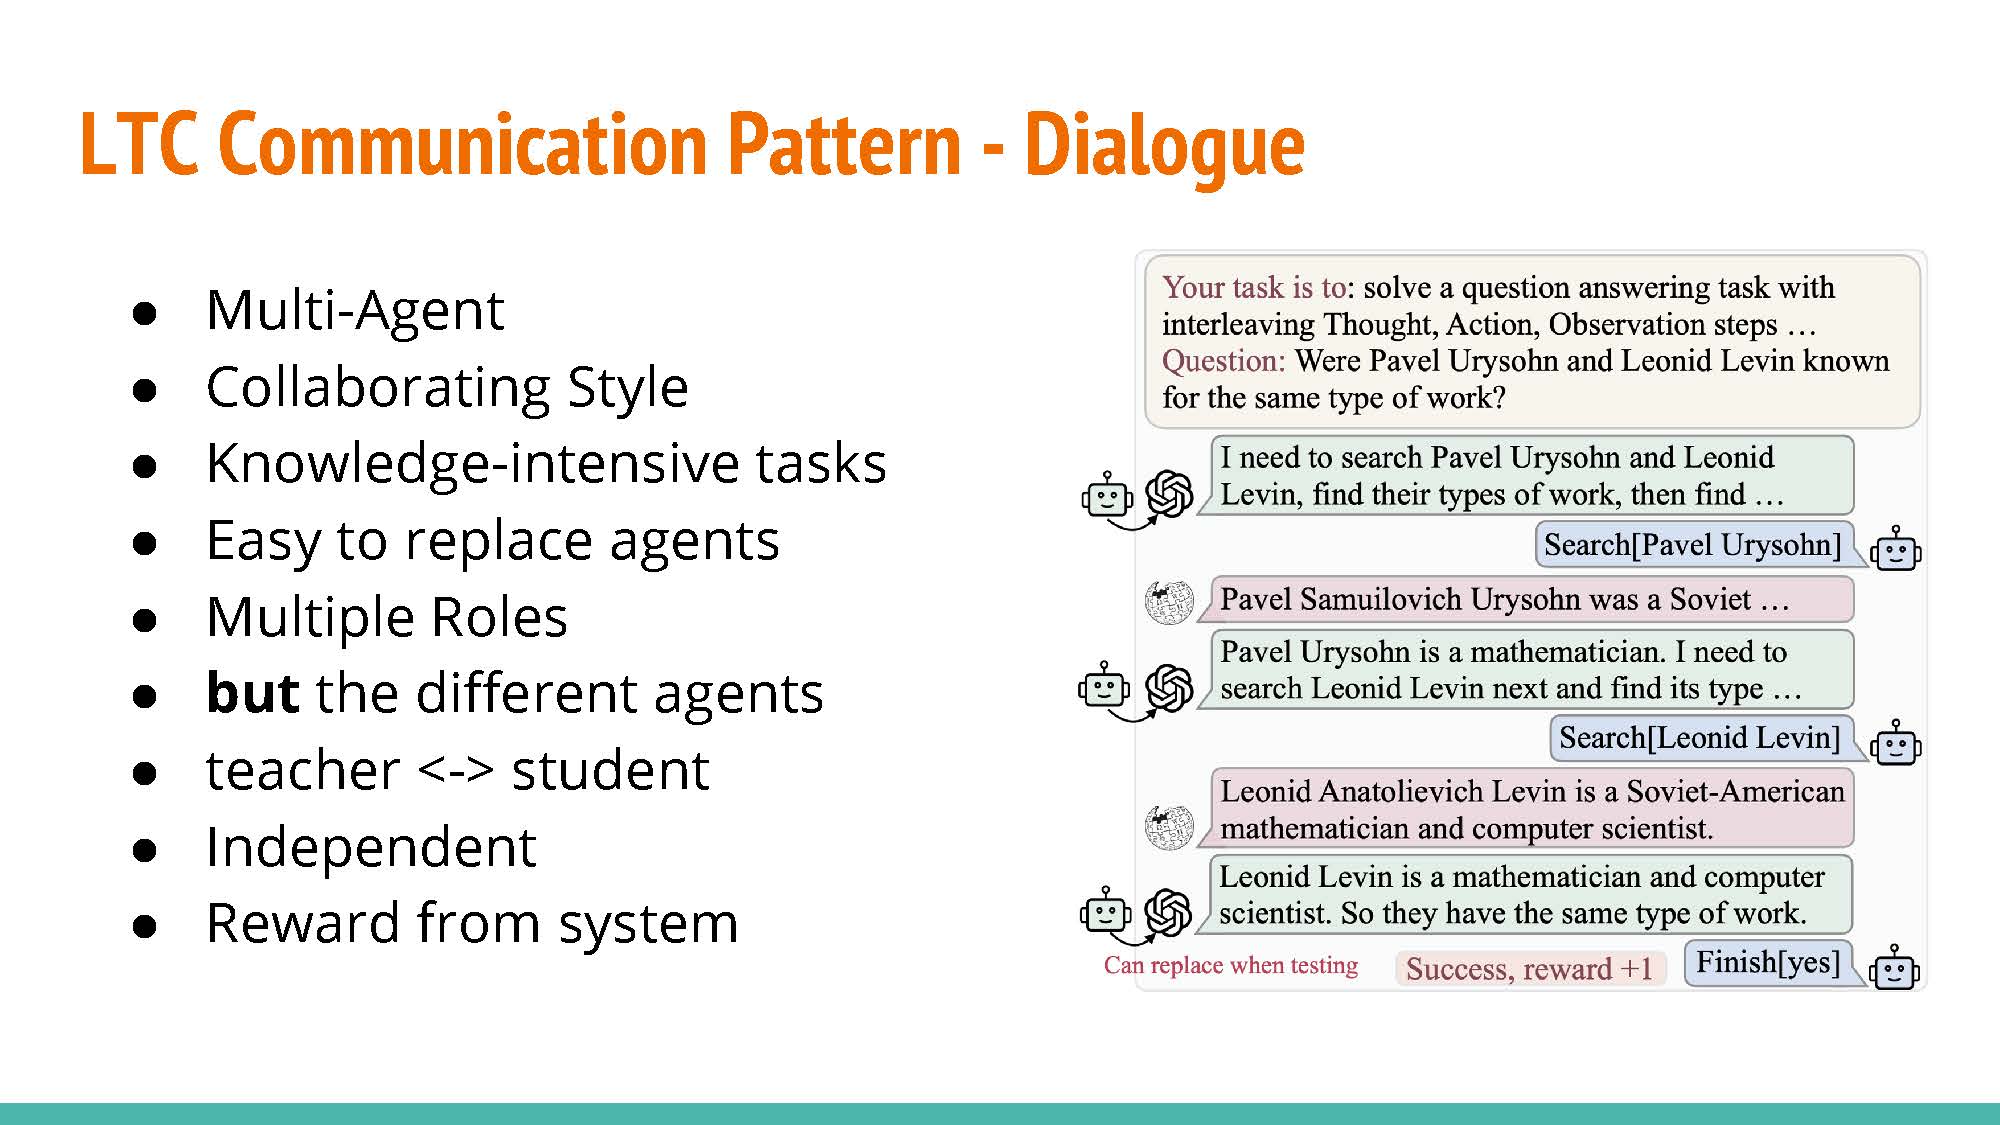 LTC Communication Pattern - Dialogue
● Multi-Agent
● Collaborating Style
● Knowledge-intensive tasks
● Easy to replace agents
● Multiple Roles
● but the different agents
● teacher <-> student
● Independent
● Reward from system
Your task is to: solve a question answering task with
interleaving Thought, Action, Observation steps …
Question: Were Pavel Urysohn and Leonid Levin known
for the same type of work?
I need to search Pavel Urysohn and Leonid
Levin, find their types of work, then find …
Search[Pavel Urysohn]
Pavel Samuilovich Urysohn was a Soviet …
Pavel Urysohn is a mathematician. I need to
search Leonid Levin next and find its type …
Search[Leonid Levin]
Leonid Anatolievich Levin is a Soviet-American
mathematician and computer scientist.
Leonid Levin is a mathematician and computer
scientist. So they have the same type of work.
Can replace when testing
Success, reward +1
Finish[yes]